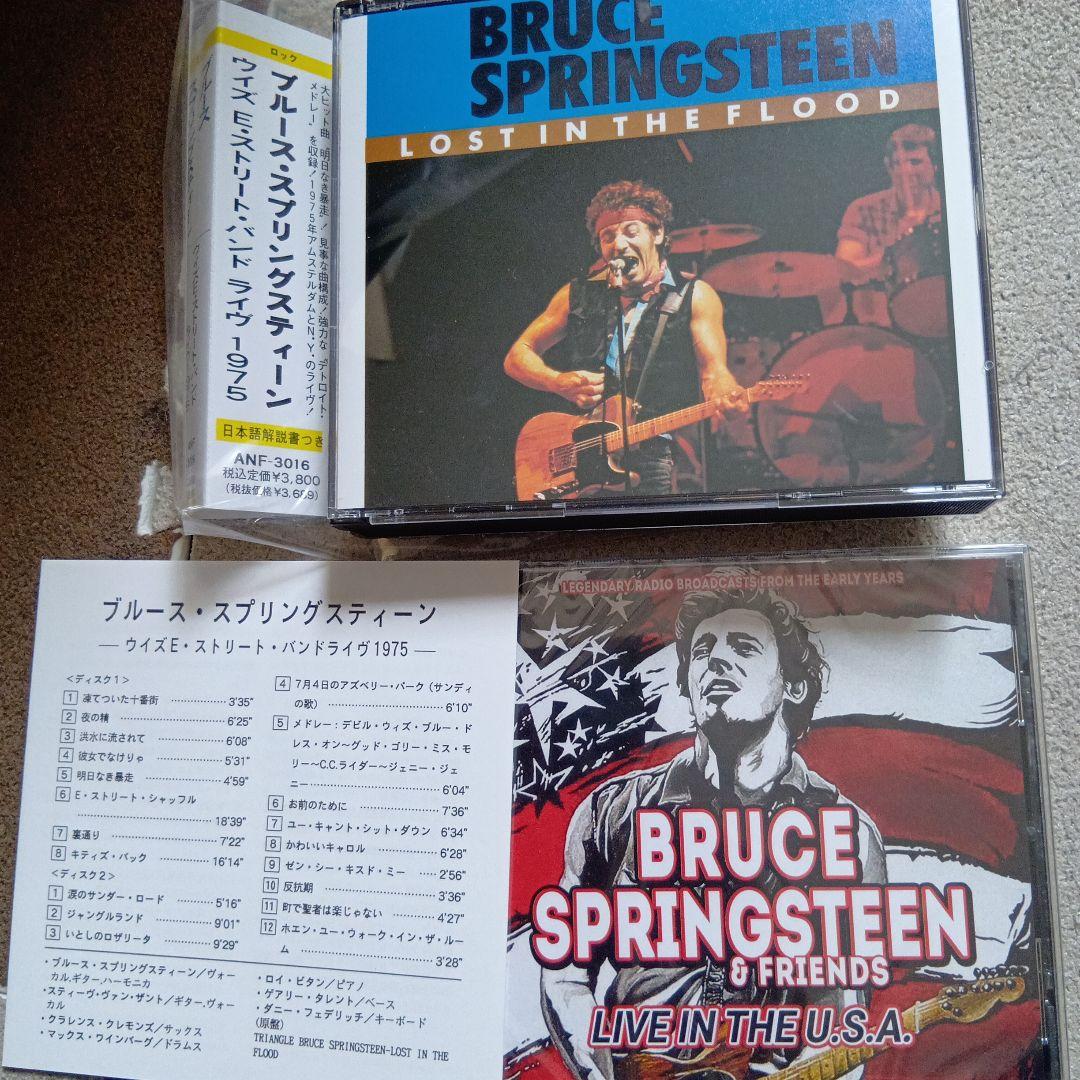 ロック
ブルース・スプリングスティーン
ウイズ E・ストリート・バンド ライヴ 1975
大ヒット曲 "明日なき暴走"! 見事な曲構成!強力な "デトロイト・
メドレー" を収録!1975年アムステルダムとN.Y.のライヴ!
日本語解説書つき
ANF-3016
税込定価¥3,800
(税抜価格¥3,689)
BRUCE
SPRINGSTEEN
LOST IN THE FLOOD
ブルース・スプリングスティーン
― ウイズE・ストリート・バンドライヴ1975 ―
<ディスク1>
1 凍てついた十番街 3'35"
2 夜の精 6'25"
3 洪水に流されて 6'08"
4 彼女でなけりゃ 5'31"
5 明日なき暴走 4'59"
6 E・ストリート・シャッフル
18'39"
7 裏通り 7'22"
8 キティズ・バック 16'14"
<ディスク2>
1 涙のサンダー・ロード 5'16"
2 ジャングルランド 9'01"
3 いとしのロザリータ 9'29"
4 7月4日のアズベリー・パーク (サンディ
の歌) 6'10"
5 メドレー:デビル・ウィズ・ブルー・ド
レス・オン~グッド・ゴリー・ミス・モ
リー~C.C.ライダー~ジェニー・ジェ
ニー 6'04"
6 お前のために 7'36"
7 ユー・キャント・シット・ダウン 6'34"
8 かわいいキャロル 6'28"
9 ゼン・シー・キスド・ミー 2'56"
10 反抗期 3'36"
11 町で聖者は楽じゃない 4'27"
12 ホエン・ユー・ウォーク・イン・ザ・ルー
ム 3'28"
・ブルース・スプリングスティーン/ヴォー
カル,ギター,ハーモニカ
・スティーヴ・ヴァン・ザント/ギター,ヴォー
カル
・クラレンス・クレモンズ/サックス
・マックス・ワインバーグ/ドラムス
・ロイ・ビタン/ピアノ
・ゲアリー・タレント/ベース
・ダニー・フェデリッチ/キーボード
(原盤)
TRIANGLE BRUCE SPRINGSTEEN-LOST IN THE
FLOOD
LEGENDARY RADIO BROADCASTS FROM THE EARLY YEARS
BRUCE
SPRINGSTEEN
& FRIENDS
LIVE IN THE U.S.A.